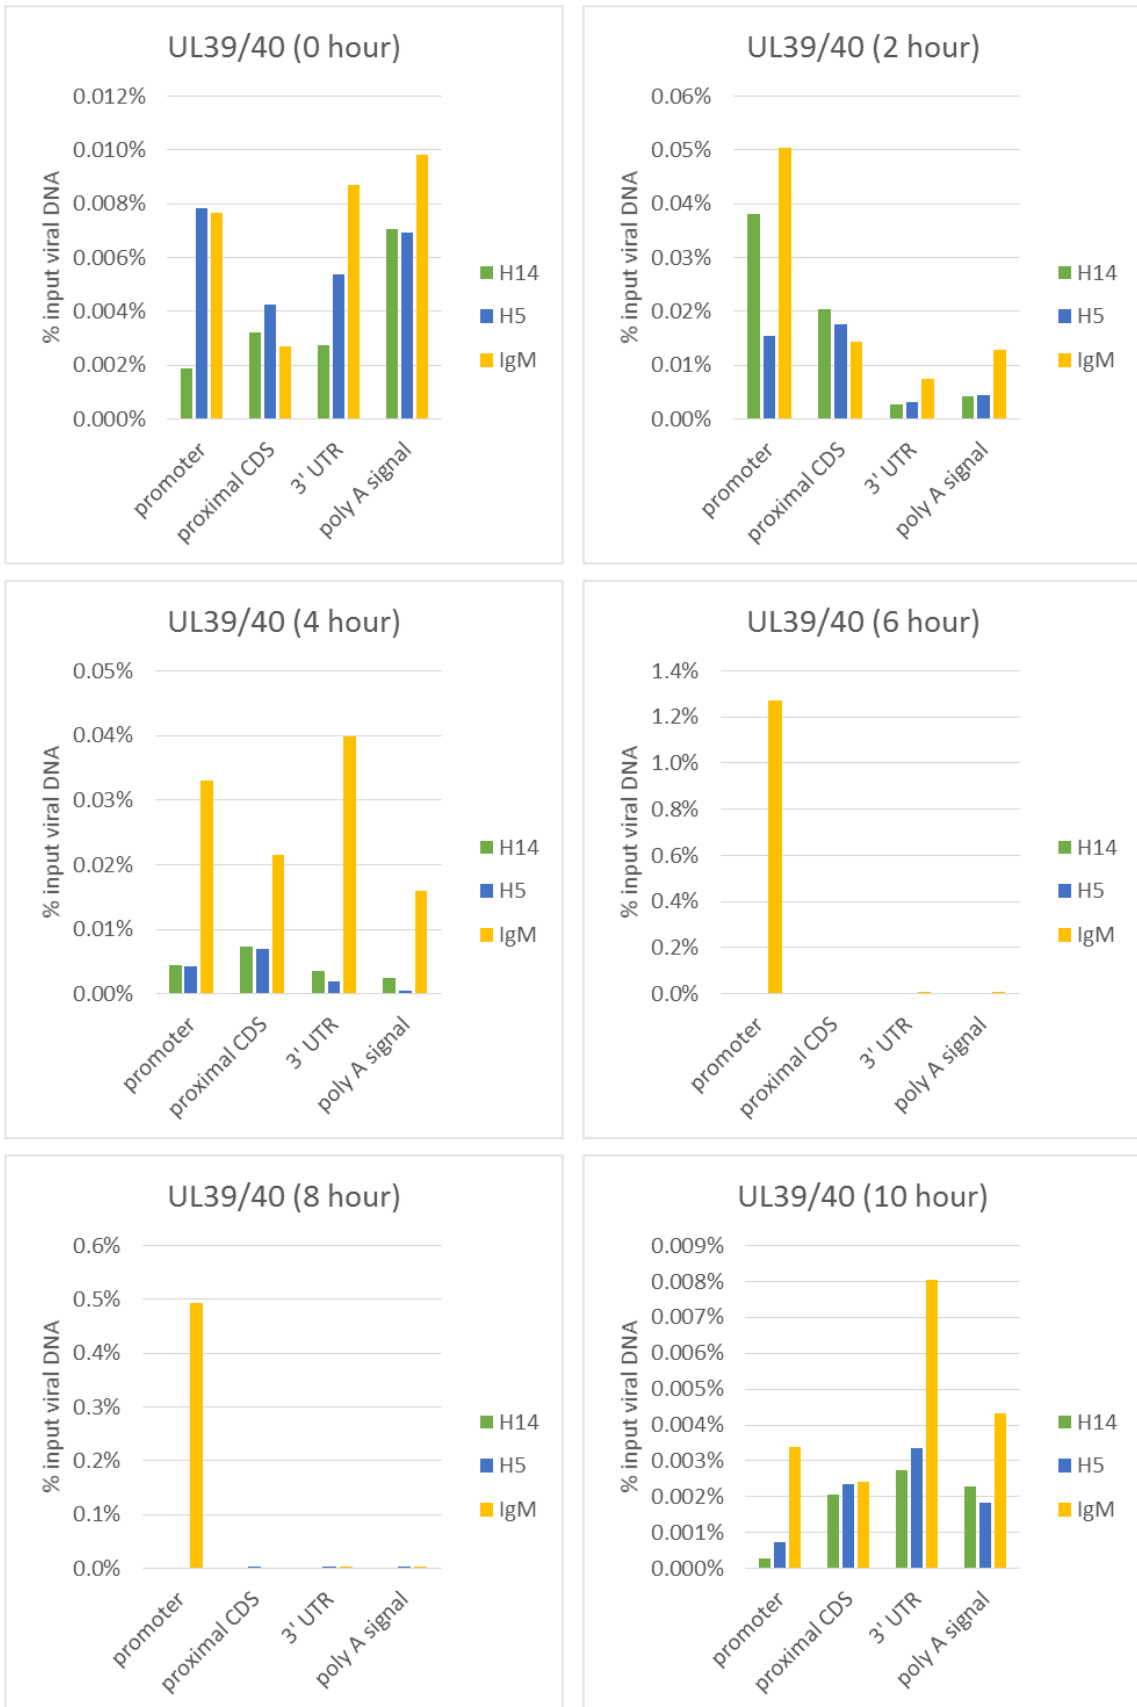 UL39/40 (0 hour)
% input viral DNA
0.012%
0.010%
0.008%
0.006%
0.004%
0.002%
0.000%
promoter
proximal CDS
3' UTR
poly A signal
H14
H5
IgM
UL39/40 (2 hour)
% input viral DNA
0.06%
0.05%
0.04%
0.03%
0.02%
0.01%
0.00%
promoter
proximal CDS
3' UTR
poly A signal
H14
H5
IgM
UL39/40 (4 hour)
% input viral DNA
0.05%
0.04%
0.03%
0.02%
0.01%
0.00%
promoter
proximal CDS
3' UTR
poly A signal
H14
H5
IgM
UL39/40 (6 hour)
% input viral DNA
1.4%
1.2%
1.0%
0.8%
0.6%
0.4%
0.2%
0.0%
promoter
proximal CDS
3' UTR
poly A signal
H14
H5
IgM
UL39/40 (8 hour)
% input viral DNA
0.6%
0.5%
0.4%
0.3%
0.2%
0.1%
0.0%
promoter
proximal CDS
3' UTR
poly A signal
H14
H5
IgM
UL39/40 (10 hour)
% input viral DNA
0.009%
0.008%
0.007%
0.006%
0.005%
0.004%
0.003%
0.002%
0.001%
0.000%
promoter
proximal CDS
3' UTR
poly A signal
H14
H5
IgM